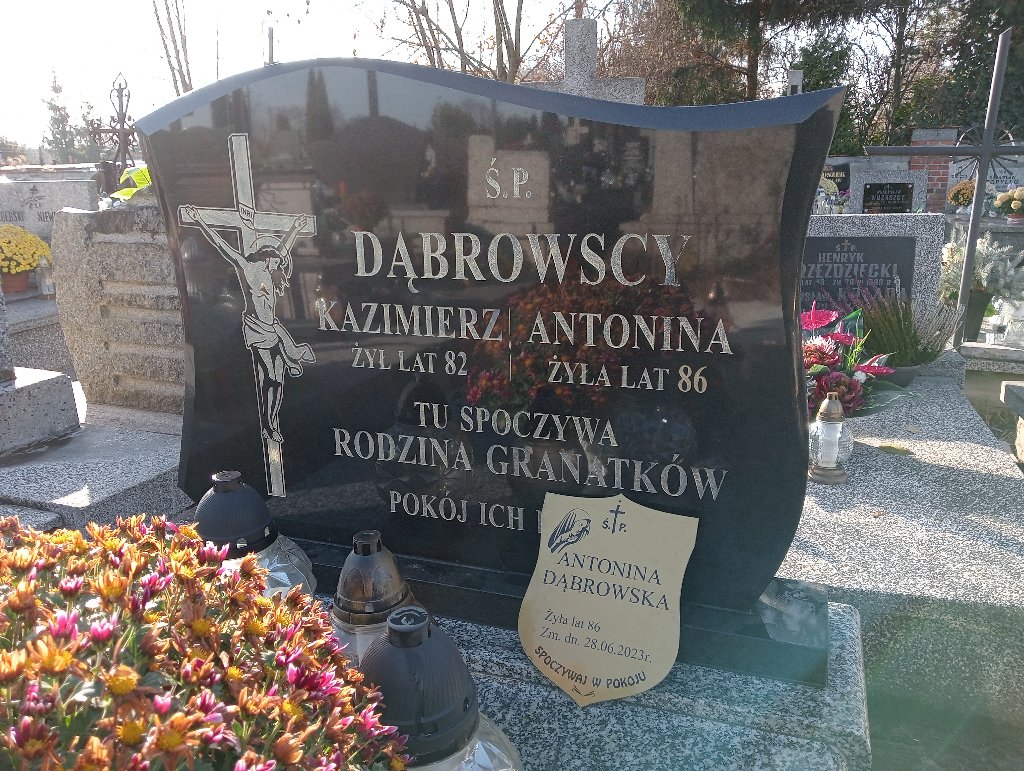 INRI
Ś.P.
DĄBROWSCY
KAZIMIERZ
ŻYŁ LAT 82
ANTONINA
ŻYŁA LAT 86
TU SPOCZYWA
RODZINA GRANATKÓW
POKÓJ ICH
Ś.P.
ANTONINA
DĄBROWSKA
Żyła lat 86
Zm. dn. 28.06.2023r.
SPOCZYWAJ W POKOJU
HENRYK